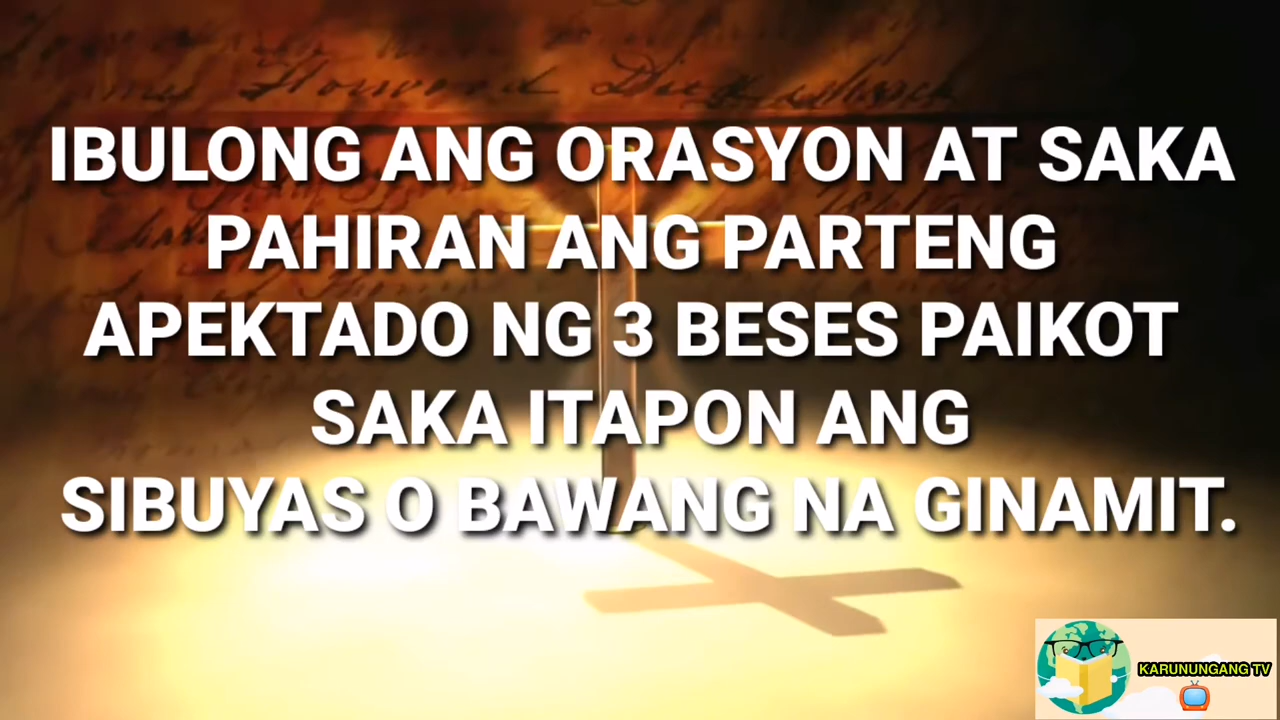 IBULONG ANG ORASYON AT SAKA
PAHIRAN ANG PARTENG
APEKTADO NG 3 BESES PAIKOT
SAKA ITAPON ANG
SIBUYAS O BAWANG NA GINAMIT.
KARUNUNGANG TV